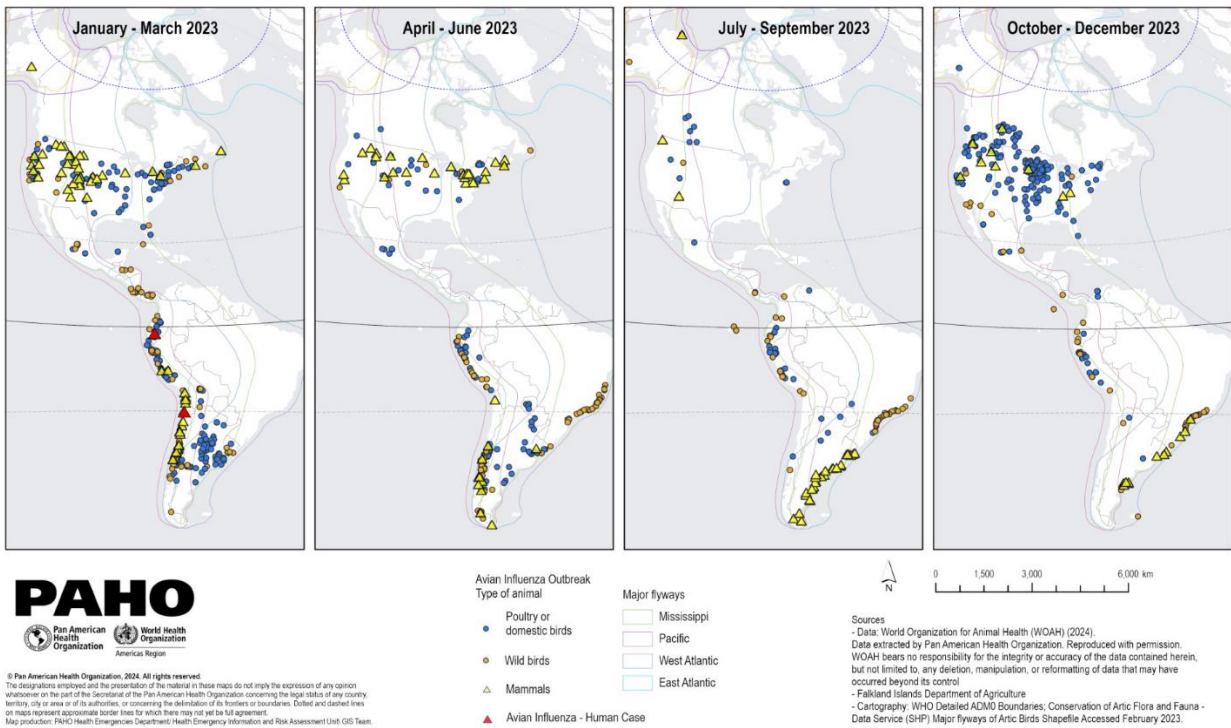 January - March 2023
April - June 2023
July - September 2023
October - December 2023
PAHO
Pan American
Health
Organization
World Health
Organization
Americas Region
© Pan American Health Organization, 2024. All rights reserved.
The designations employed and the presentation of the material in these maps do not imply the expression of any opinion
whatsoever on the part of the Secretariat of the Pan American Health Organization concerning the legal status of any country,
territory, city or area or of its authorities, or concerning the delimitation of its frontiers or boundaries. Dotted and dashed lines
on maps represent approximate border lines for which there may not yet be full agreement.
Map production: PAHO Health Emergencies Department/ Health Emergency Information and Risk Assessment Unit/ GIS Team.
Avian Influenza Outbreak
Type of animal
Poultry or
domestic birds
Wild birds
Mammals
Avian Influenza - Human Case
Major flyways
Mississippi
Pacific
West Atlantic
East Atlantic
N
0 1,500 3,000 6,000 km
Sources
- Data: World Organization for Animal Health (WOAH) (2024).
Data extracted by Pan American Health Organization. Reproduced with permission.
WOAH bears no responsibility for the integrity or accuracy of the data contained herein,
but not limited to, any deletion, manipulation, or reformatting of data that may have
occurred beyond its control
- Falkland Islands Department of Agriculture
- Cartography: WHO Detailed ADM0 Boundaries; Conservation of Artic Flora and Fauna -
Data Service (SHP) Major flyways of Artic Birds Shapefile Accessed February 2023.